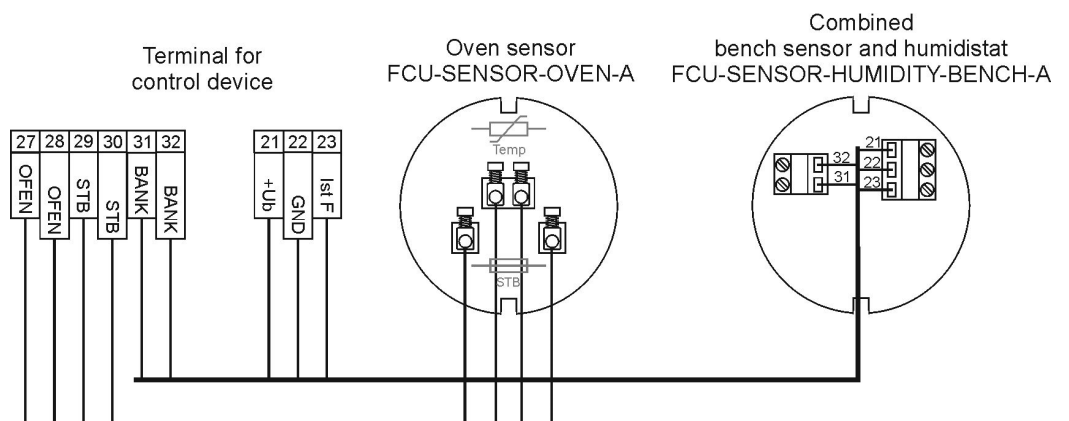 Terminal for
control device
Oven sensor
FCU-SENSOR-OVEN-A
Combined
bench sensor and humidistat
FCU-SENSOR-HUMIDITY-BENCH-A
27 28 29 30 31 32
OFEN OFEN STB STB BANK BANK
21 22 23
+Ub GND Ist F
Temp
STB
32
31
21
22
23